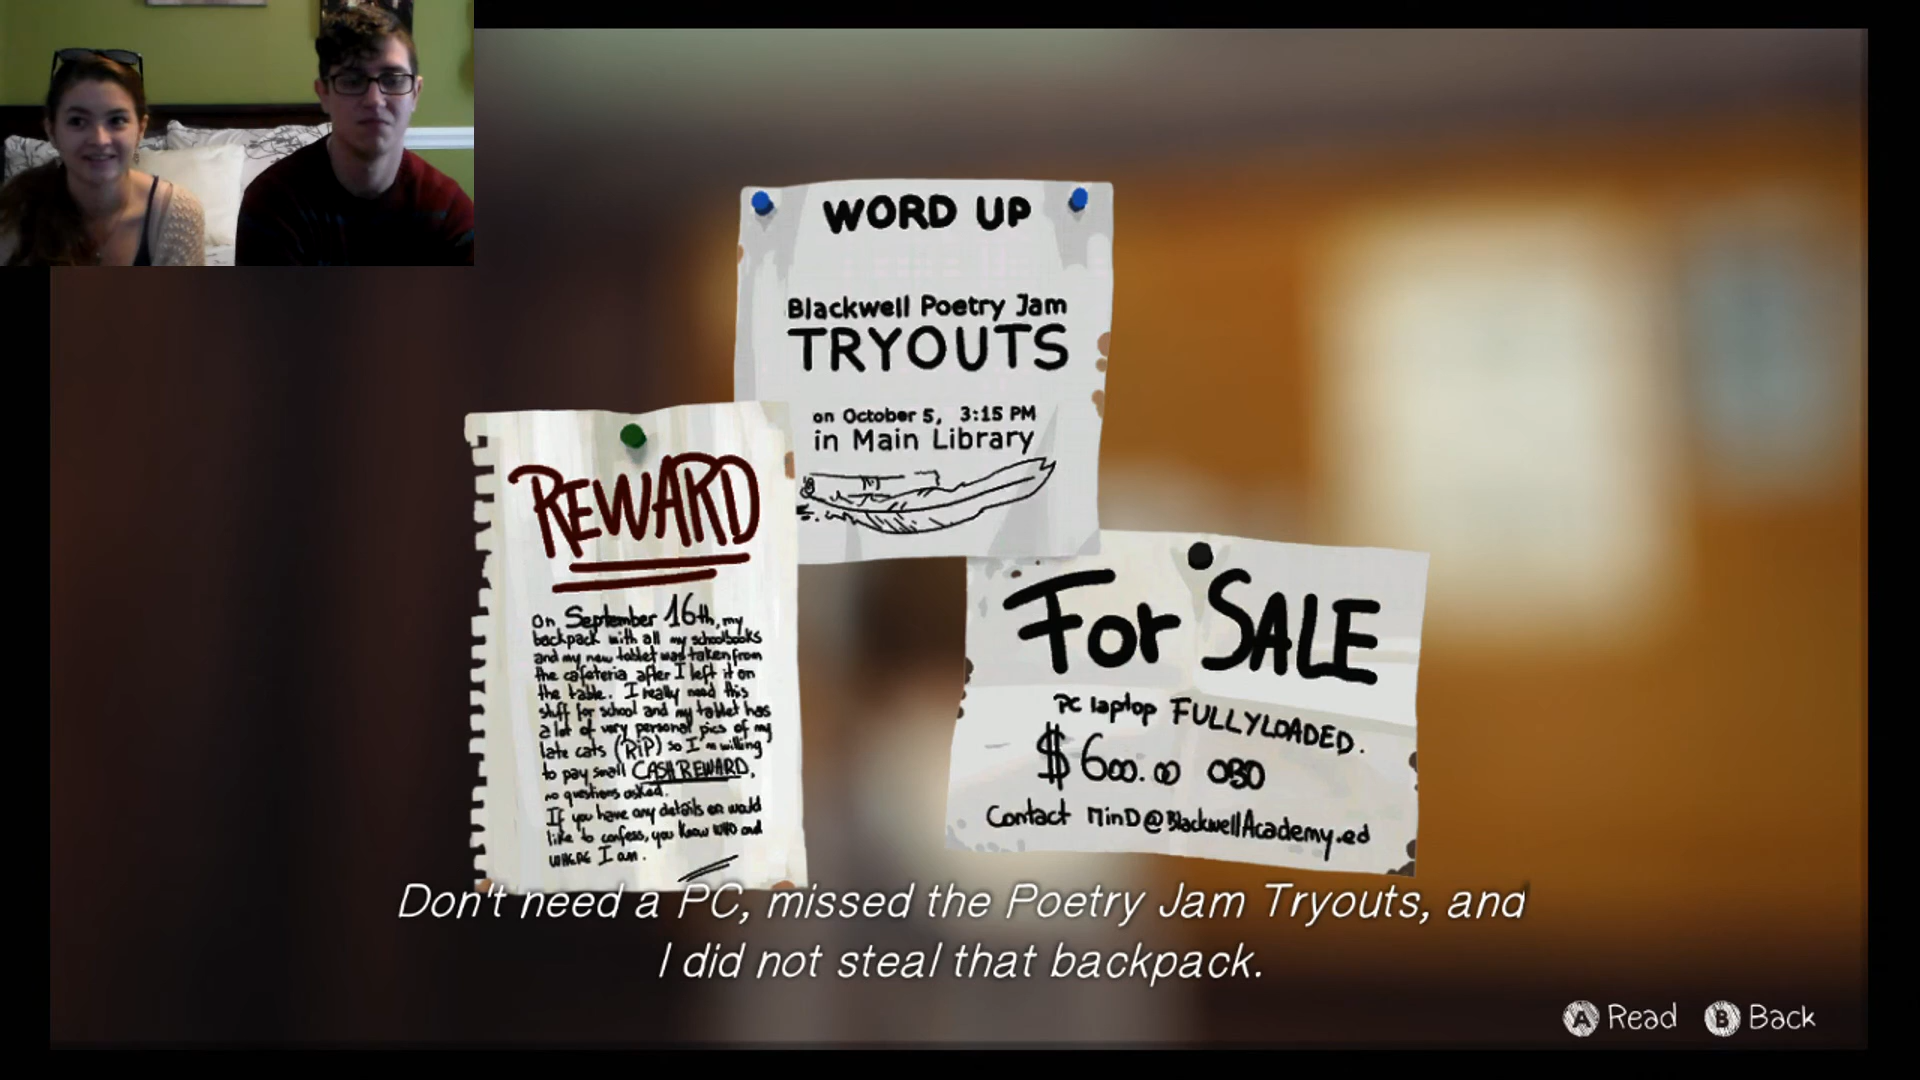 WORD UP
Blackwell Poetry Jam
TRYOUTS
on October 5, 3:15 PM
in Main Library
REWARD
On September 16th, my
backpack with all my schoolbooks
and my new tablet was taken from
the cafeteria after I left it on
the table. I really need this
stuff for school and my tablet has
a lot of very personal pics of my
late cats (RIP) so I'm willing
to pay small CASH REWARD,
no questions asked.
If you have any details or would
like to confess, you know WHO and
WHERE I am.
For SALE
PC laptop FULLYLOADED.
$600.00 OBO
Contact MinD@BlackwellAcademy.ed
Don't need a PC, missed the Poetry Jam Tryouts, and
I did not steal that backpack.
A Read B Back